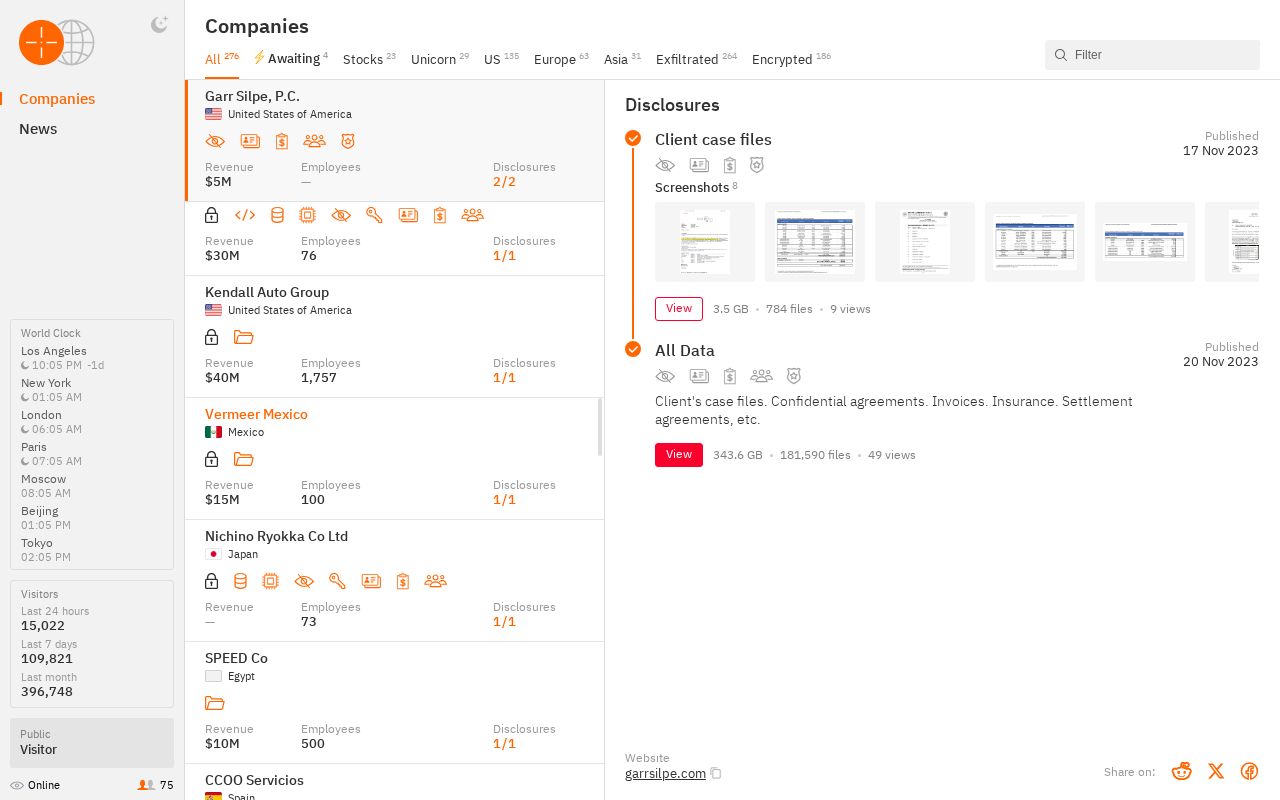 Companies
News
World Clock
Los Angeles
10:05 PM -1d
New York
01:05 AM
London
06:05 AM
Paris
07:05 AM
Moscow
08:05 AM
Beijing
01:05 PM
Tokyo
02:05 PM
Visitors
Last 24 hours
15,022
Last 7 days
109,821
Last month
396,748
Public
Visitor
Online 75
Companies
All 276 Awaiting 4 Stocks 23 Unicorn 29 US 135 Europe 63 Asia 31 Exfiltrated 264 Encrypted 186
Filter
Garr Silpe, P.C.
United States of America
Revenue Employees Disclosures
$5M — 2/2
Revenue Employees Disclosures
$30M 76 1/1
Kendall Auto Group
United States of America
Revenue Employees Disclosures
$40M 1,757 1/1
Vermeer Mexico
Mexico
Revenue Employees Disclosures
$15M 100 1/1
Nichino Ryokka Co Ltd
Japan
Revenue Employees Disclosures
— 73 1/1
SPEED Co
Egypt
Revenue Employees Disclosures
$10M 500 1/1
CCOO Servicios
Spain
Disclosures
Client case files
Published
17 Nov 2023
Screenshots 8
View 3.5 GB • 784 files • 9 views
All Data
Published
20 Nov 2023
Client's case files. Confidential agreements. Invoices. Insurance. Settlement
agreements, etc.
View 343.6 GB • 181,590 files • 49 views
Website
garrsilpe.com
Share on: